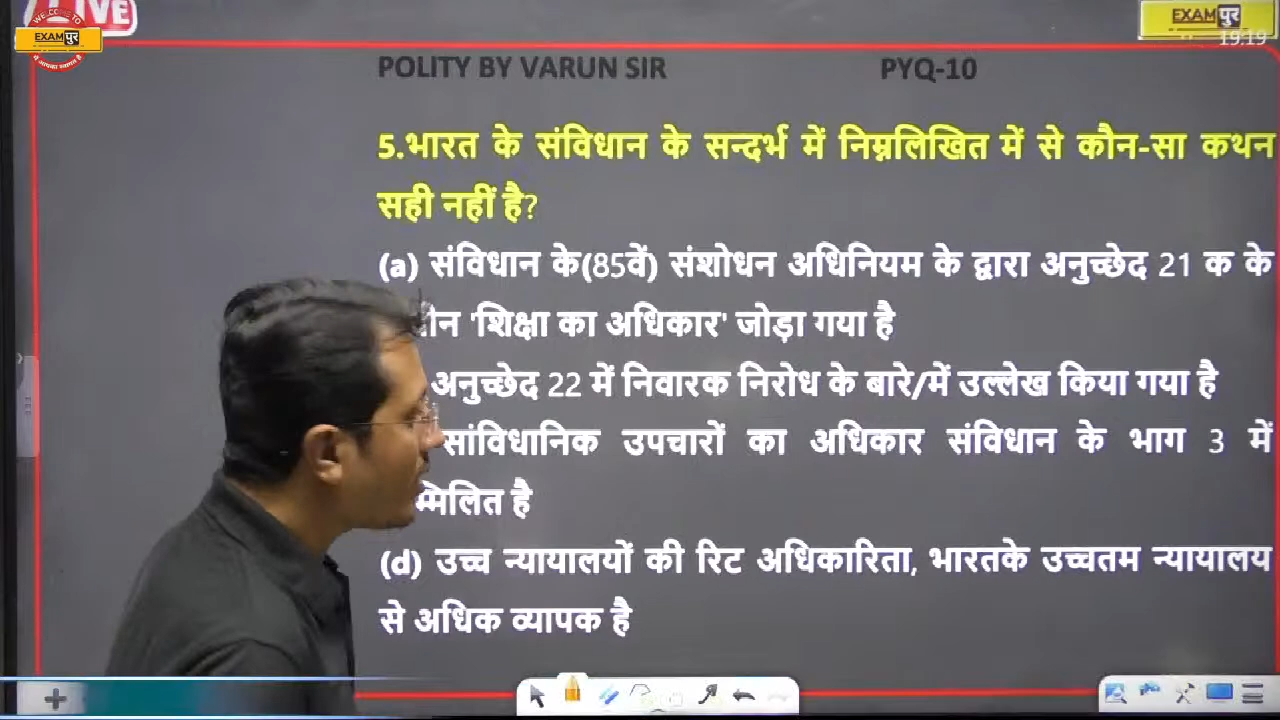 LIVE
WELCOME TO
EXAMपुर
EXAMपुर
19:19
POLITY BY VARUN SIR PYQ-10
5.भारत के संविधान के सन्दर्भ में निम्नलिखित में से कौन-सा कथन
सही नहीं है?
(a) संविधान के(85वें) संशोधन अधिनियम के द्वारा अनुच्छेद 21 क के
'शिक्षा का अधिकार' जोड़ा गया है
अनुच्छेद 22 में निवारक निरोध के बारे/में उल्लेख किया गया है
सांविधानिक उपचारों का अधिकार संविधान के भाग 3 में
है
(d) उच्च न्यायालयों की रिट अधिकारिता, भारतके उच्चतम न्यायालय
से अधिक व्यापक है